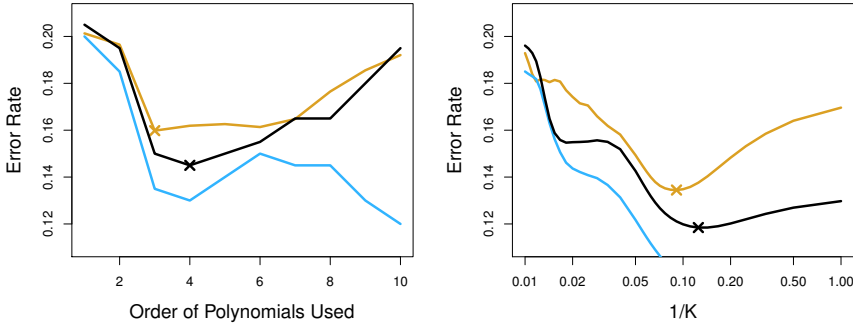 Error Rate
0.12 0.14 0.16 0.18 0.20
2 4 6 8 10
Order of Polynomials Used
Error Rate
0.12 0.14 0.16 0.18 0.20
0.01 0.02 0.05 0.10 0.20 0.50 1.00
1/K